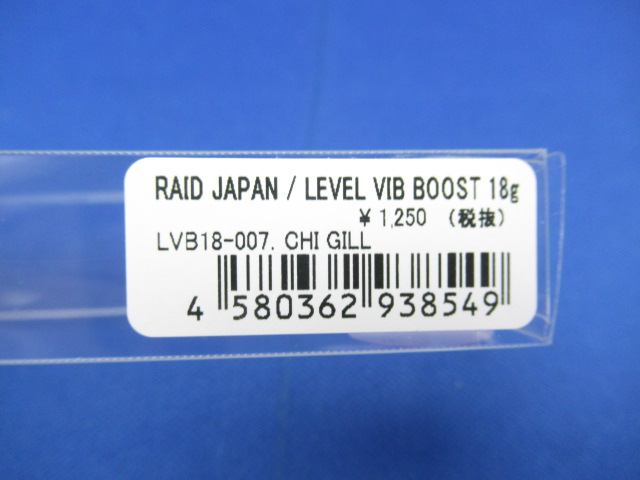 RAID JAPAN / LEVEL VIB BOOST 18g
¥ 1,250 (税抜)
LVB18-007. CHI GILL
4 580362 938549